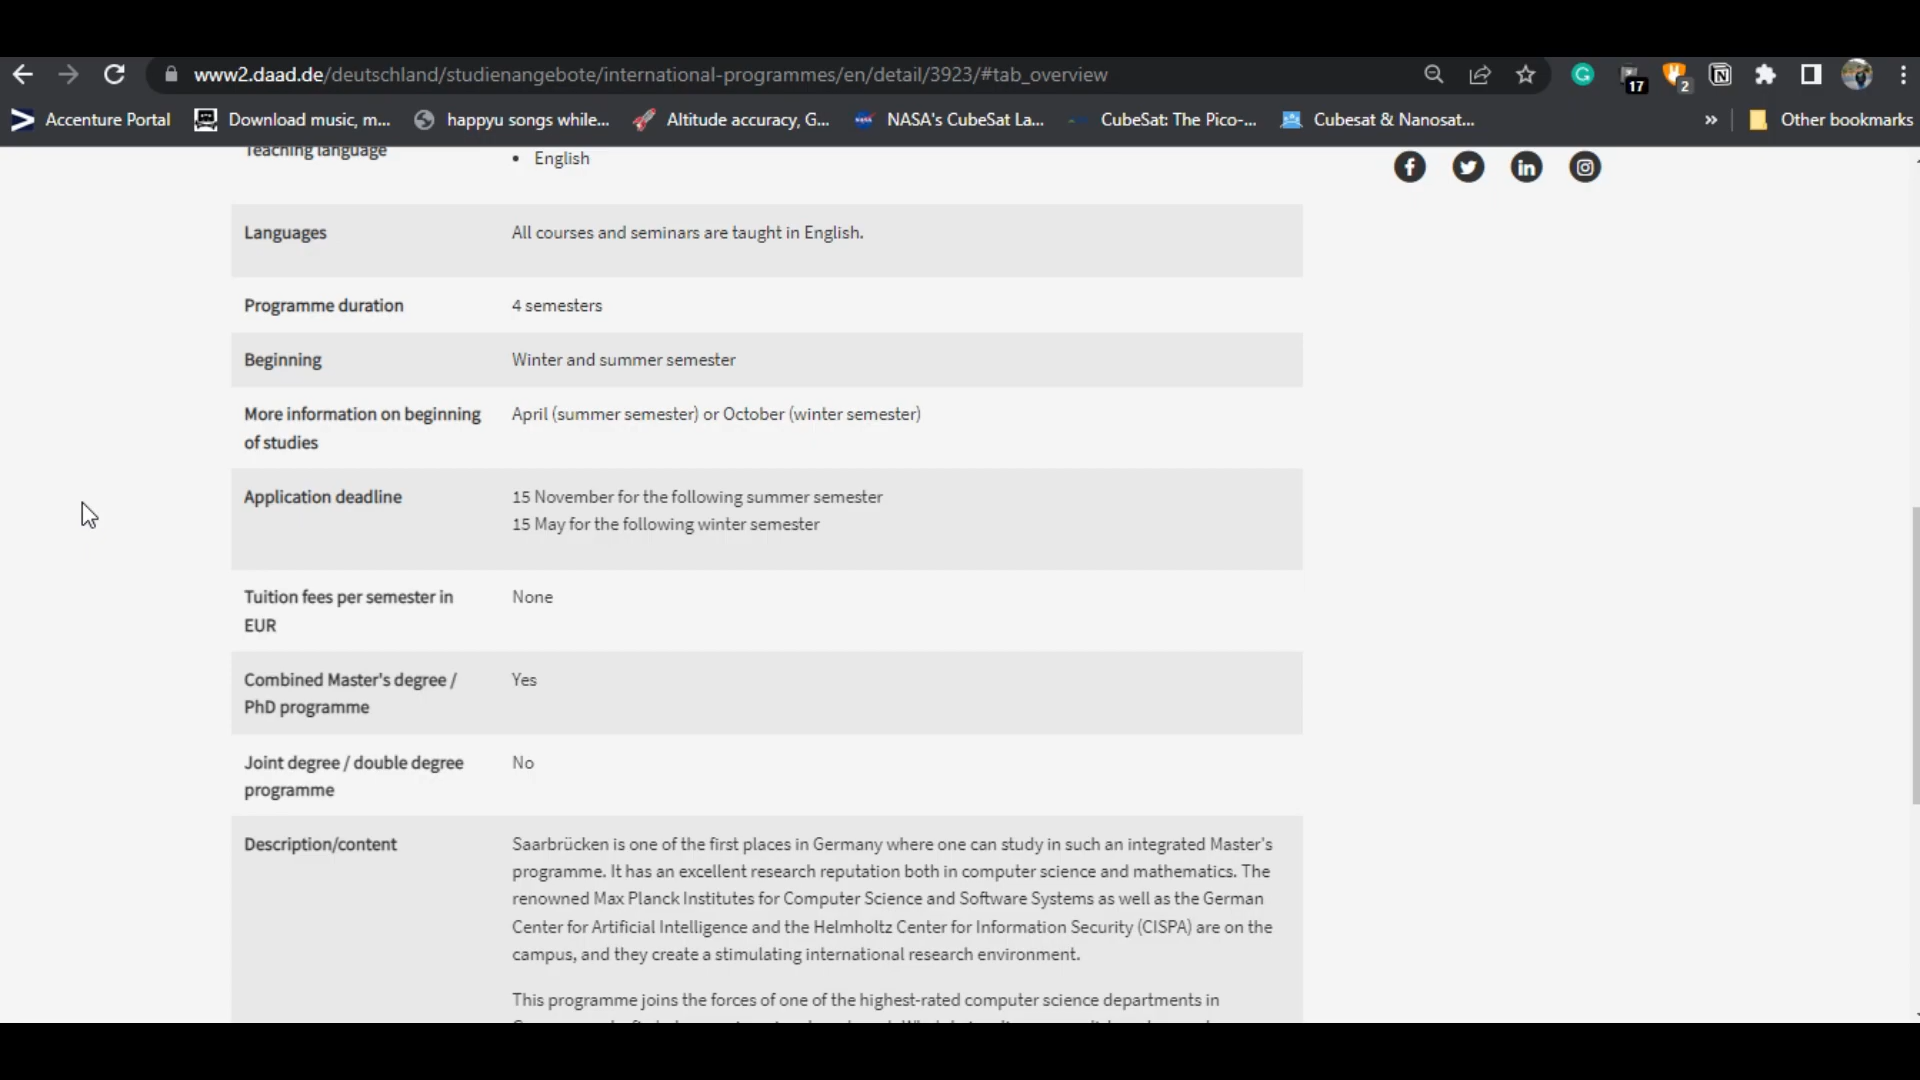 www2.daad.de/deutschland/studienangebote/international-programmes/en/detail/3923/#tab_overview
17
2
Accenture Portal
Download music, m...
happyu songs while...
Altitude accuracy, G...
NASA's CubeSat La...
CubeSat: The Pico-...
Cubesat & Nanosat...
»
Other bookmarks
Teaching language
• English
Languages
All courses and seminars are taught in English.
Programme duration
4 semesters
Beginning
Winter and summer semester
More information on beginning
of studies
April (summer semester) or October (winter semester)
Application deadline
15 November for the following summer semester
15 May for the following winter semester
Tuition fees per semester in
EUR
None
Combined Master's degree /
PhD programme
Yes
Joint degree / double degree
programme
No
Description/content
Saarbrücken is one of the first places in Germany where one can study in such an integrated Master's
programme. It has an excellent research reputation both in computer science and mathematics. The
renowned Max Planck Institutes for Computer Science and Software Systems as well as the German
Center for Artificial Intelligence and the Helmholtz Center for Information Security (CISPA) are on the
campus, and they create a stimulating international research environment.
This programme joins the forces of one of the highest-rated computer science departments in